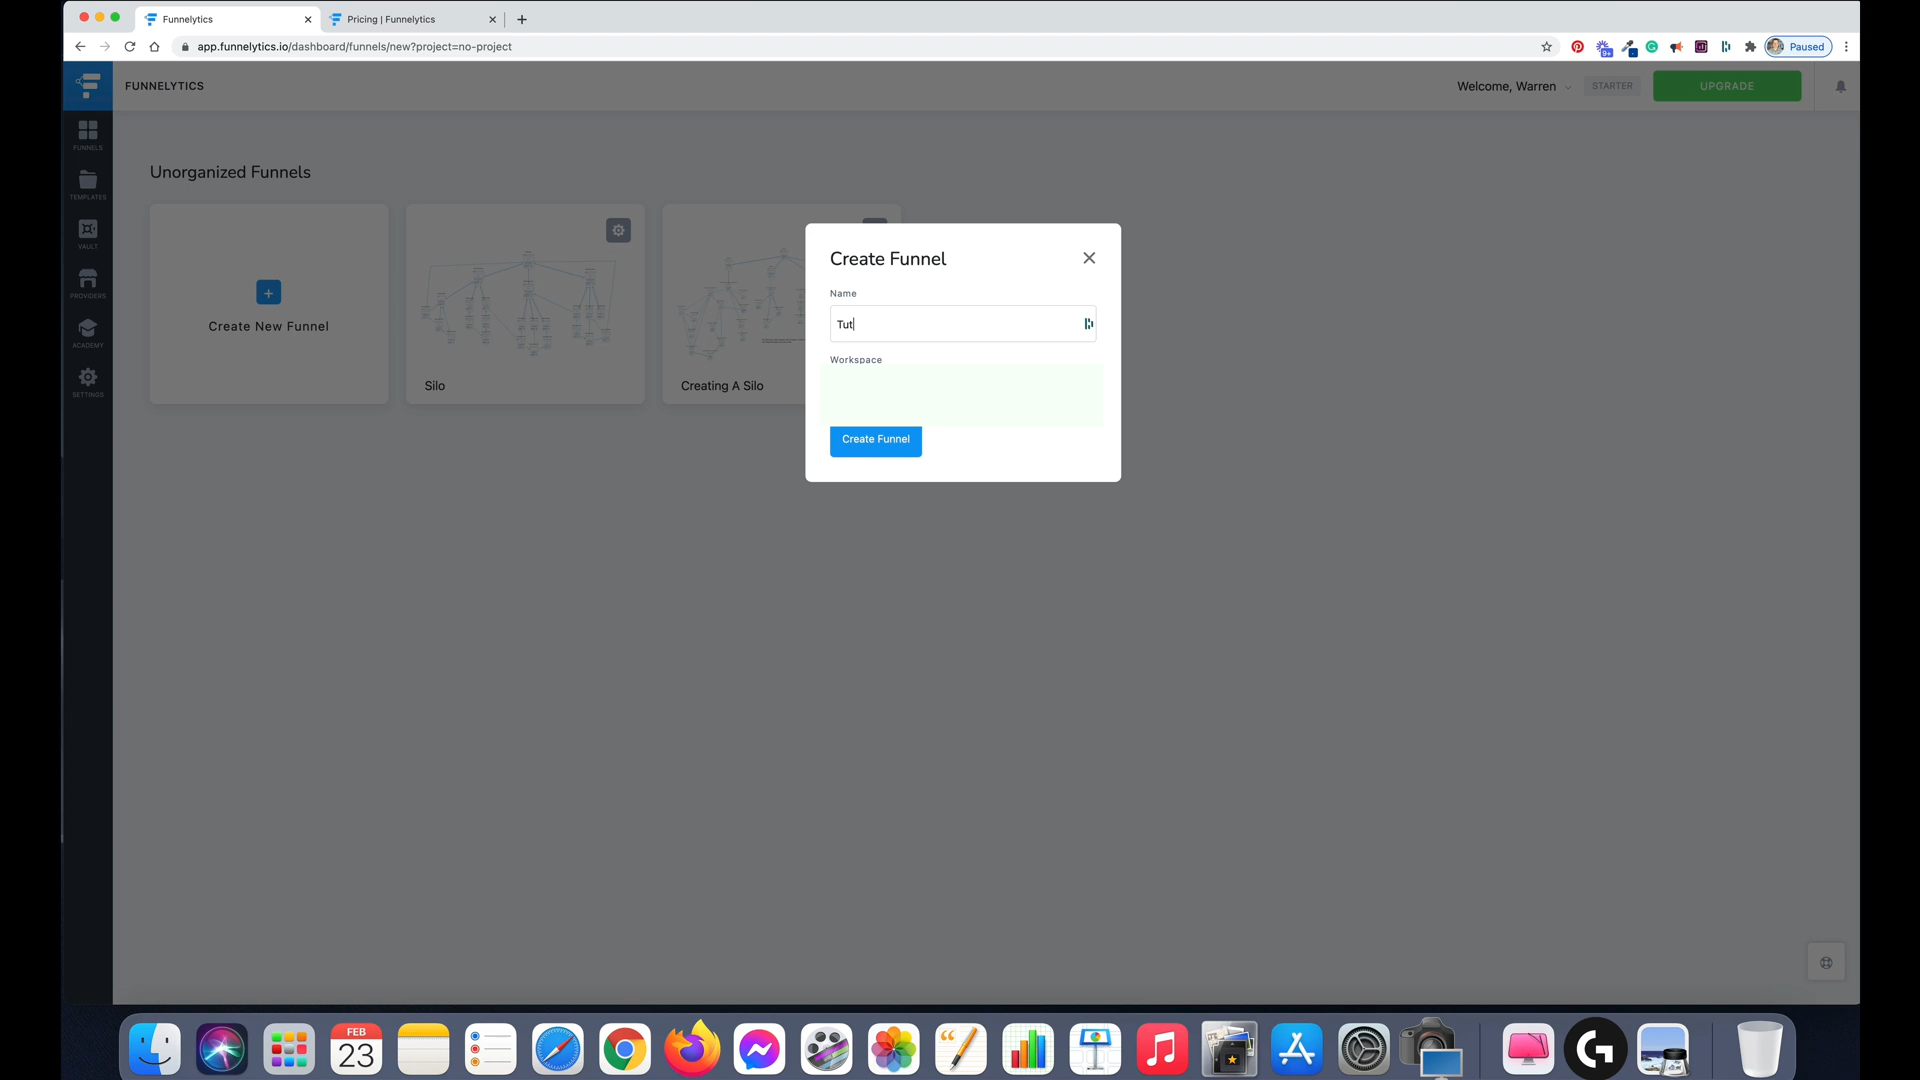 Funnelytics
Pricing | Funnelytics
app.funnelytics.io/dashboard/funnels/new?project=no-project
9+
Paused
FUNNELYTICS
Welcome, Warren
STARTER
UPGRADE
FUNNELS
TEMPLATES
VAULT
PROVIDERS
ACADEMY
SETTINGS
Unorganized Funnels
Create New Funnel
Silo
Creating A Silo
Create Funnel
Name
Tut
Workspace
Create Funnel
FEB
23